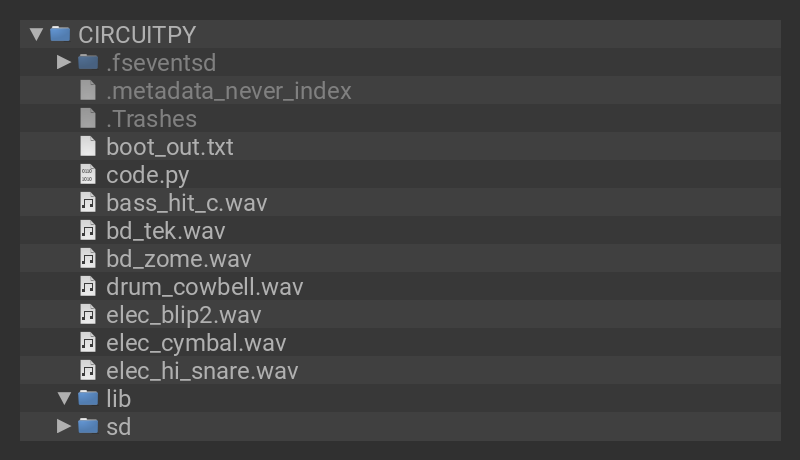 CIRCUITPY
.fseventsd
.metadata_never_index
.Trashes
boot_out.txt
code.py
bass_hit_c.wav
bd_tek.wav
bd_zome.wav
drum_cowbell.wav
elec_blip2.wav
elec_cymbal.wav
elec_hi_snare.wav
lib
sd